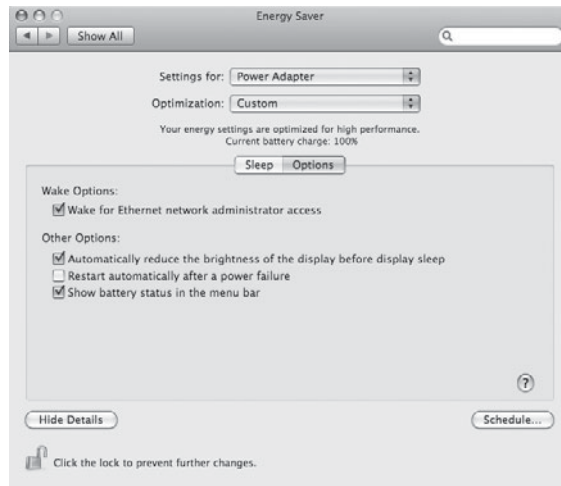 Energy Saver
Show All
Settings for: Power Adapter
Optimization: Custom
Your energy settings are optimized for high performance.
Current battery charge: 100%
Sleep Options
Wake Options:
Wake for Ethernet network administrator access
Other Options:
Automatically reduce the brightness of the display before display sleep
Restart automatically after a power failure
Show battery status in the menu bar
?
Hide Details Schedule...
Click the lock to prevent further changes.